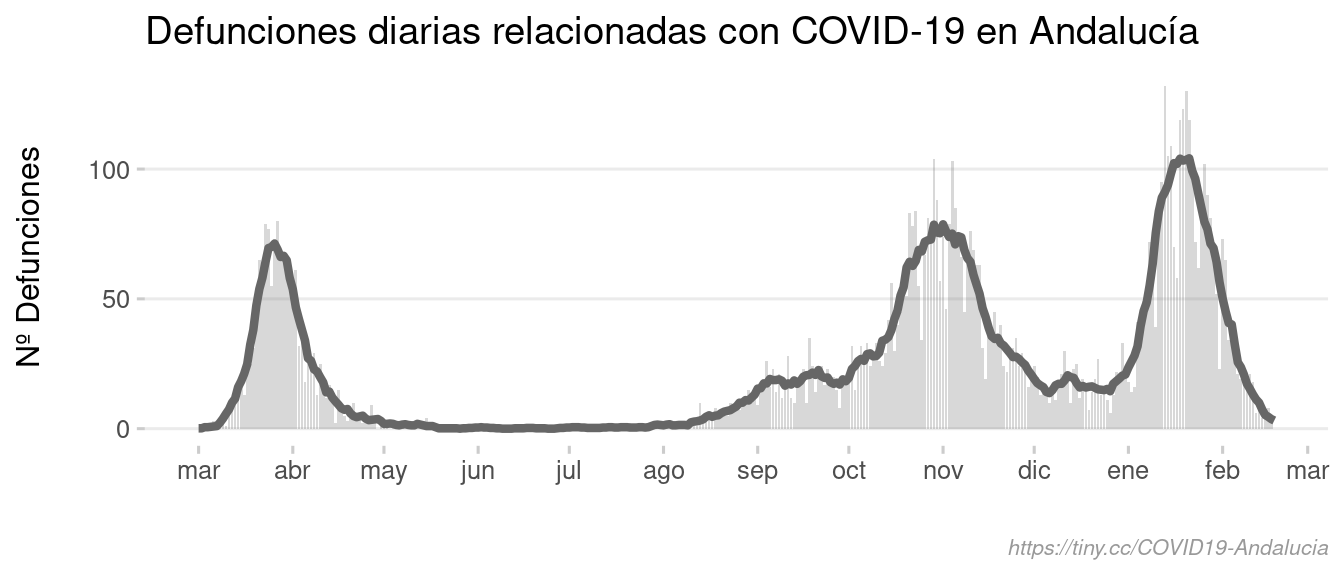 Defunciones diarias relacionadas con COVID-19 en Andalucía
Nº Defunciones
100
50
0
mar abr may jun jul ago sep oct nov dic ene feb mar
https://tiny.cc/COVID19-Andalucia